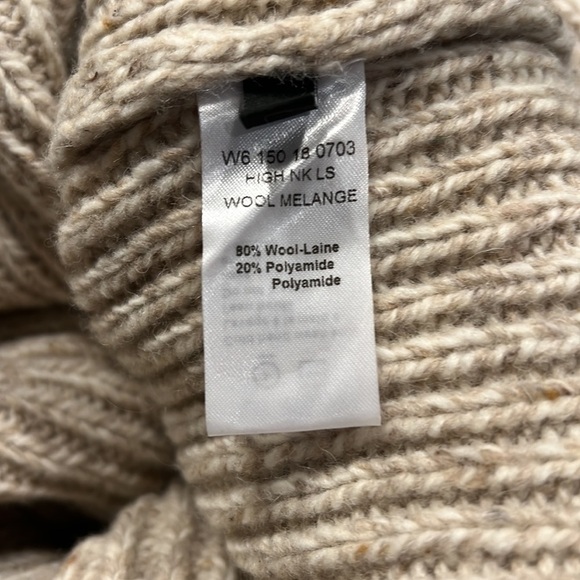 W6 150 18 0703
HIGH NK LS
WOOL MELANGE
80% Wool-Laine
20% Polyamide
Polyamide